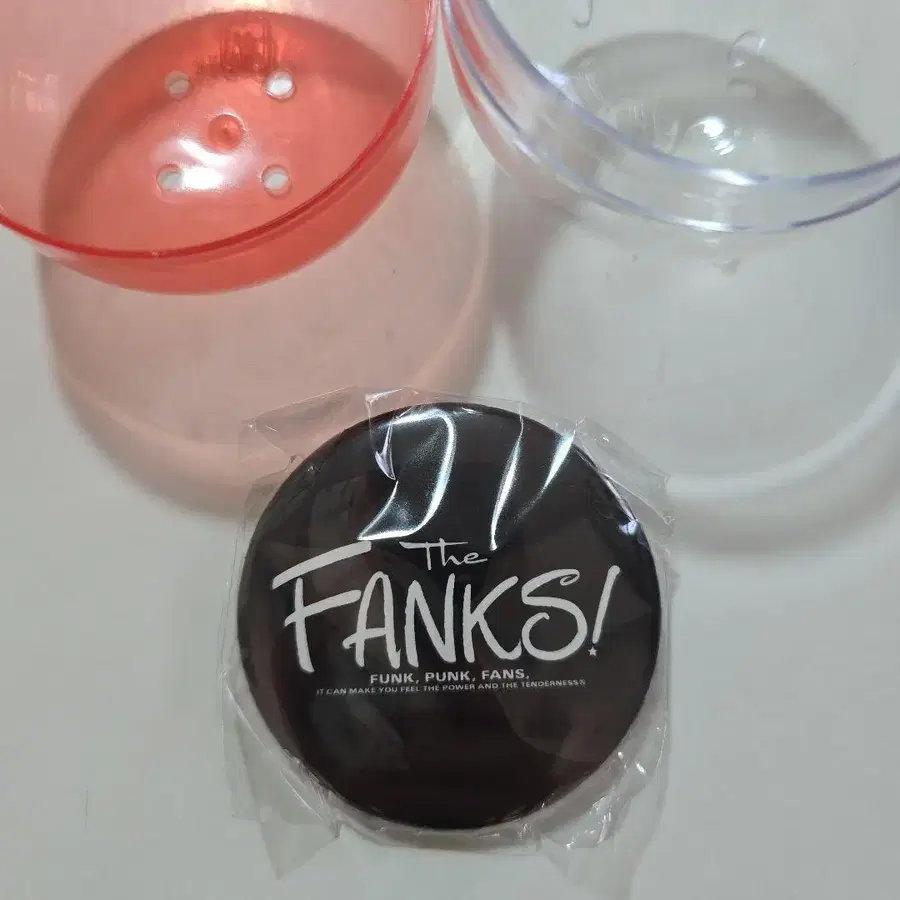 The
FANKS!
FUNK, PUNK, FANS.
IT CAN MAKE YOU FEEL THE POWER AND THE TENDERNESS